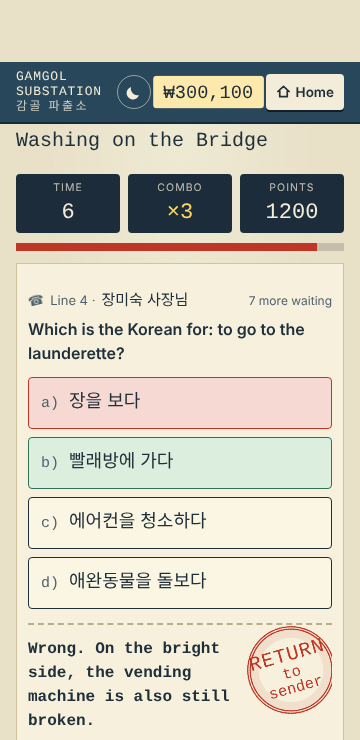 GAMGOL
SUBSTATION
감골 파출소
₩300,100
Home
Washing on the Bridge
TIME
6
COMBO
×3
POINTS
1200
Line 4 · 장미숙 사장님
7 more waiting
Which is the Korean for: to go to the
launderette?
a) 장을 보다
b) 빨래방에 가다
c) 에어컨을 청소하다
d) 애완동물을 돌보다
Wrong. On the bright
side, the vending
machine is also still
broken.
RETURN
to
sender